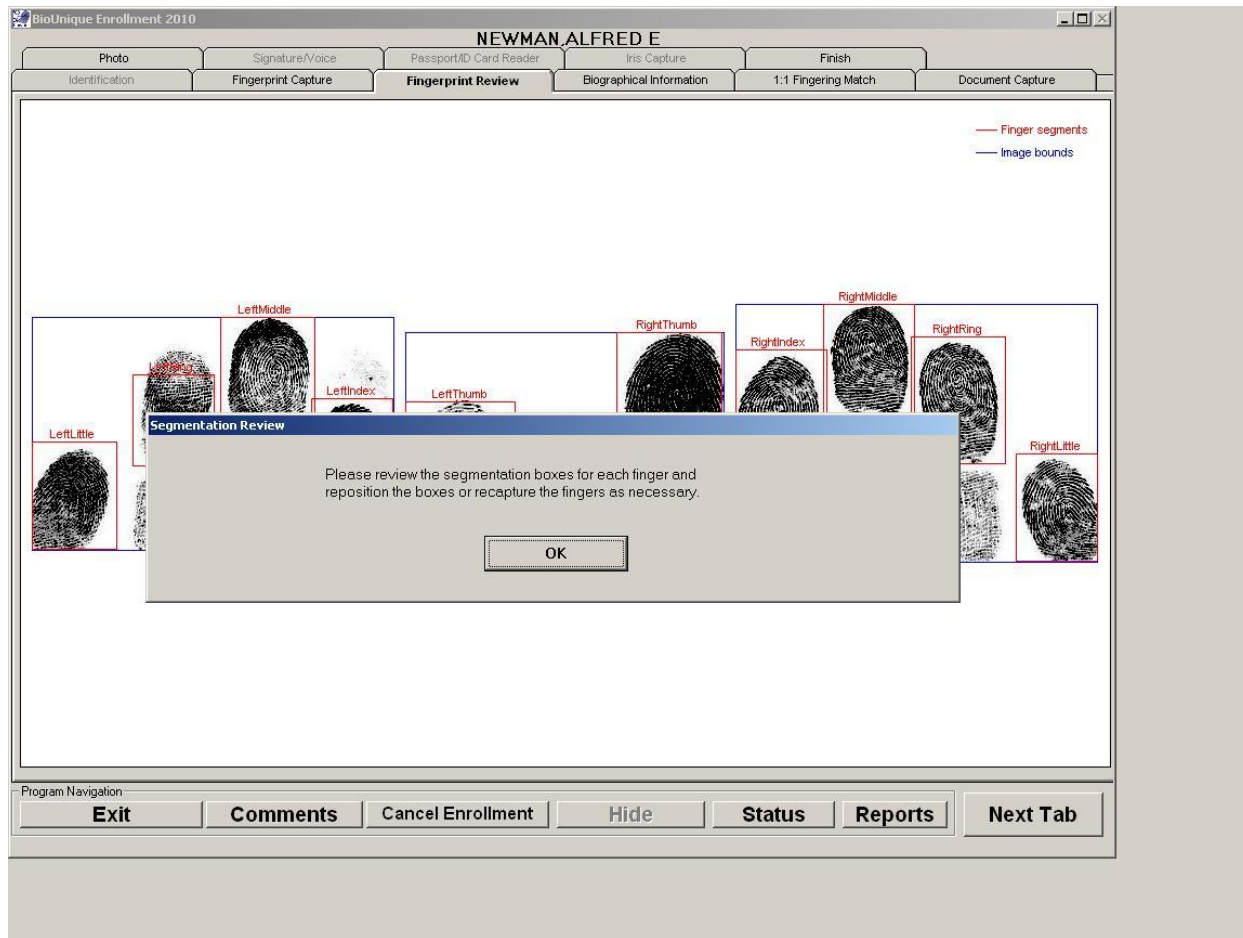 BioUnique Enrollment 2010
NEWMAN,ALFRED E
Photo
Signature/Voice
Passport/ID Card Reader
Iris Capture
Finish
Identification
Fingerprint Capture
Fingerprint Review
Biographical Information
1:1 Fingering Match
Document Capture
Finger segments
Image bounds
LeftMiddle
RightMiddle
RightThumb
RightRing
RightIndex
LeftRing
LeftIndex
LeftThumb
LeftLittle
RightLittle
Segmentation Review
Please review the segmentation boxes for each finger and
reposition the boxes or recapture the fingers as necessary.
OK
Program Navigation
Exit
Comments
Cancel Enrollment
Hide
Status
Reports
Next Tab